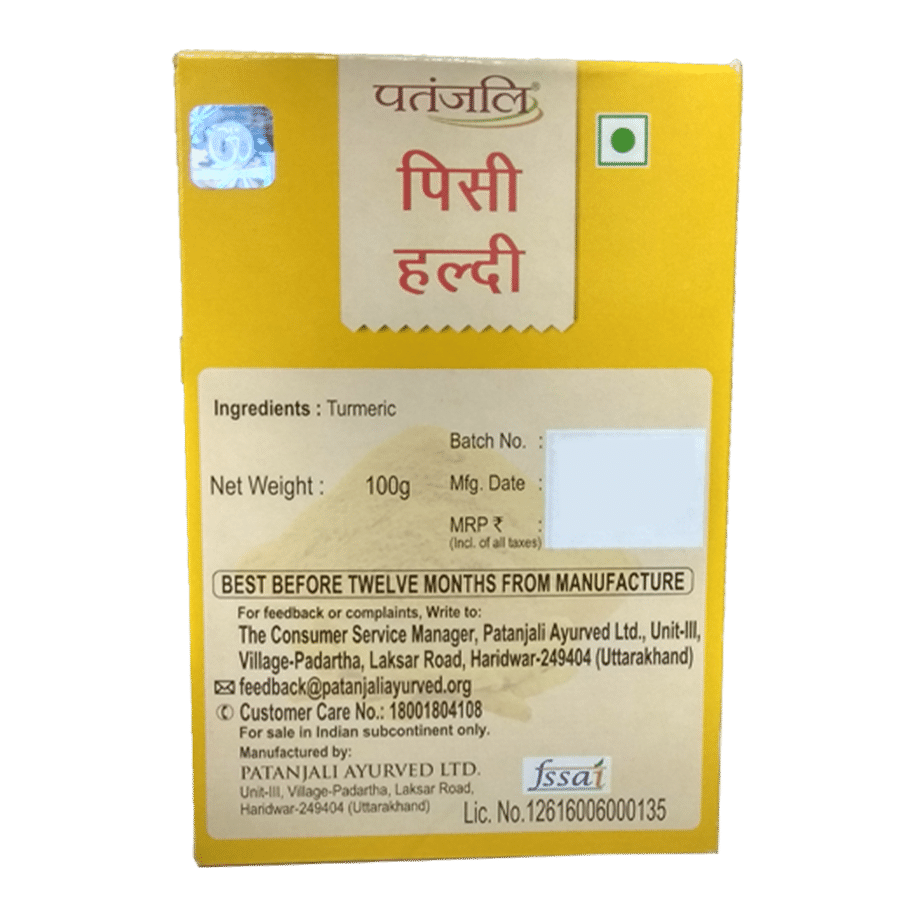 पतंजलि®
पिसी
हल्दी
Ingredients : Turmeric
Net Weight : 100g
Batch No. :
Mfg. Date :
MRP ₹ :
(Incl. of all taxes)
BEST BEFORE TWELVE MONTHS FROM MANUFACTURE
For feedback or complaints, Write to:
The Consumer Service Manager, Patanjali Ayurved Ltd., Unit-III,
Village-Padartha, Laksar Road, Haridwar-249404 (Uttarakhand)
feedback@patanjaliayurved.org
Customer Care No.: 18001804108
For sale in Indian subcontinent only.
Manufactured by:
PATANJALI AYURVED LTD.
Unit-III, Village-Padartha, Laksar Road,
Haridwar-249404 (Uttarakhand)
fssai
Lic. No.12616006000135